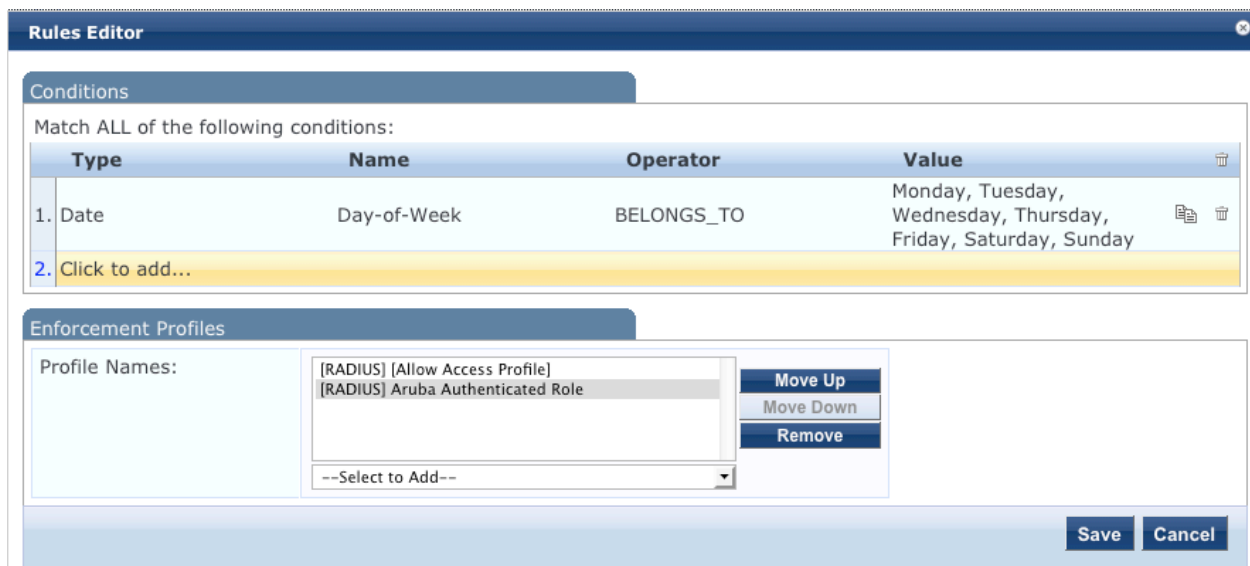 Rules Editor
Conditions
Match ALL of the following conditions:
Type Name Operator Value
1. Date Day-of-Week BELONGS_TO Monday, Tuesday,
Wednesday, Thursday,
Friday, Saturday, Sunday
2. Click to add...
Enforcement Profiles
Profile Names:
[RADIUS] [Allow Access Profile]
[RADIUS] Aruba Authenticated Role
Move Up
Move Down
Remove
--Select to Add--
Save Cancel